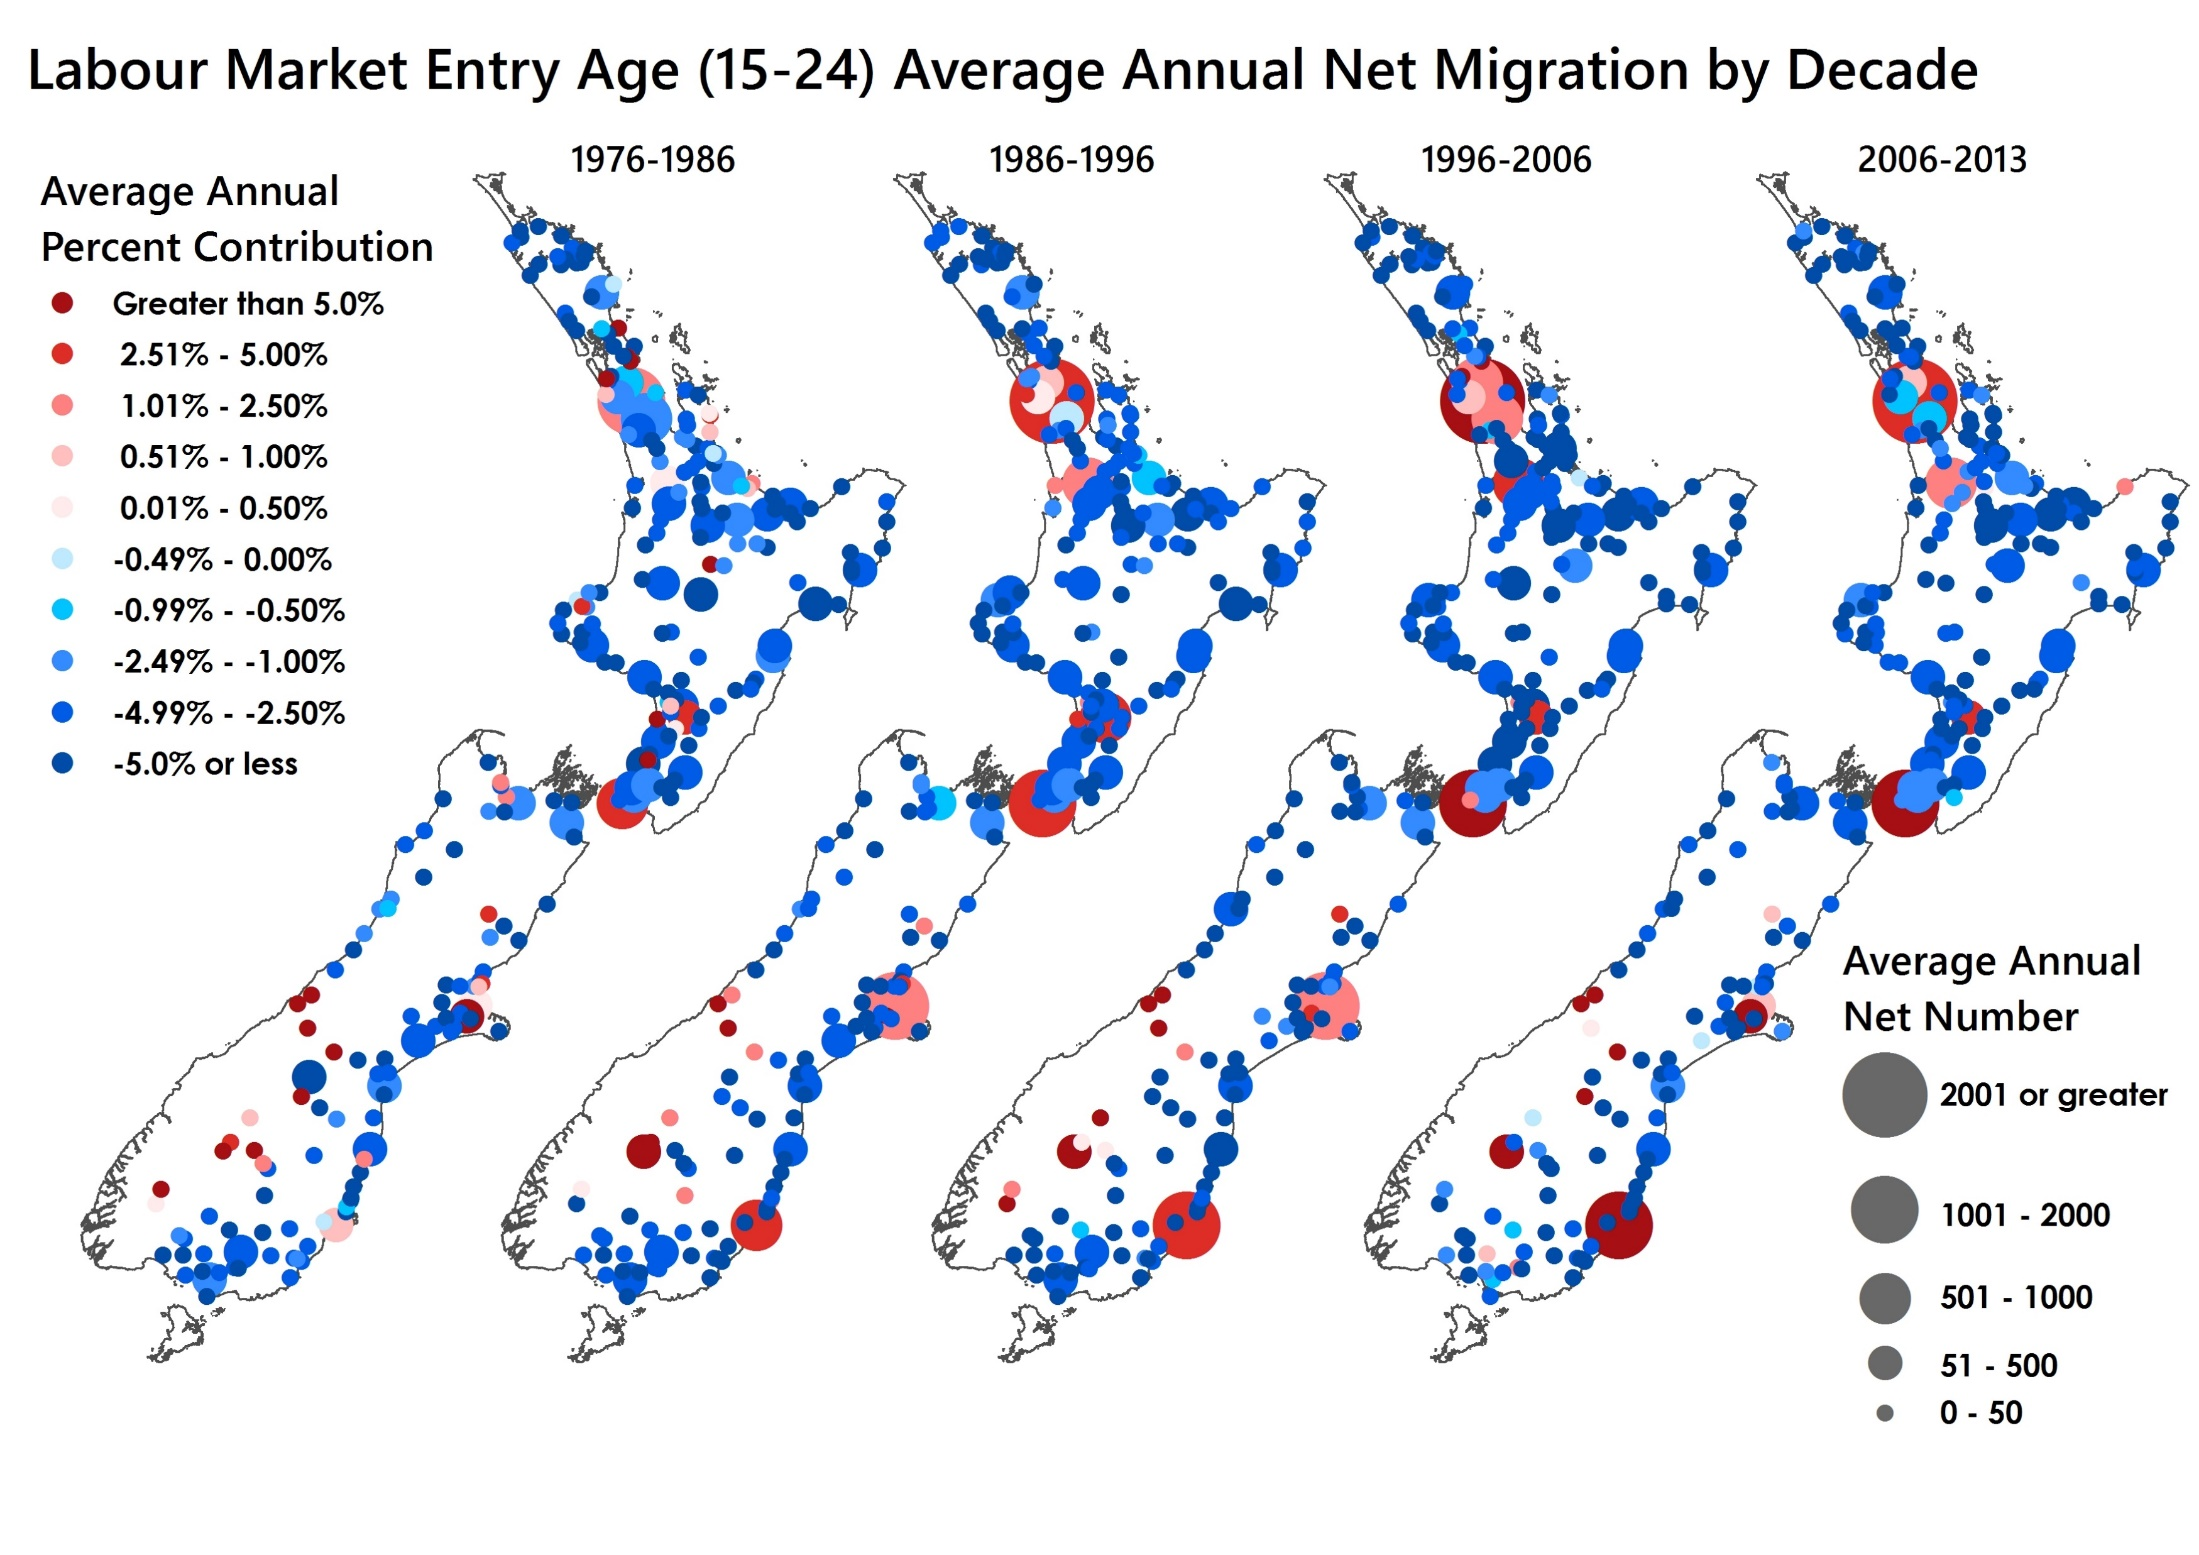 Labour Market Entry Age (15-24) Average Annual Net Migration by Decade
1976-1986
1986-1996
1996-2006
2006-2013
Average Annual
Percent Contribution
Greater than 5.0%
2.51% - 5.00%
1.01% - 2.50%
0.51% - 1.00%
0.01% - 0.50%
-0.49% - 0.00%
-0.99% - -0.50%
-2.49% - -1.00%
-4.99% - -2.50%
-5.0% or less
Average Annual
Net Number
2001 or greater
1001 - 2000
501 - 1000
51 - 500
0 - 50